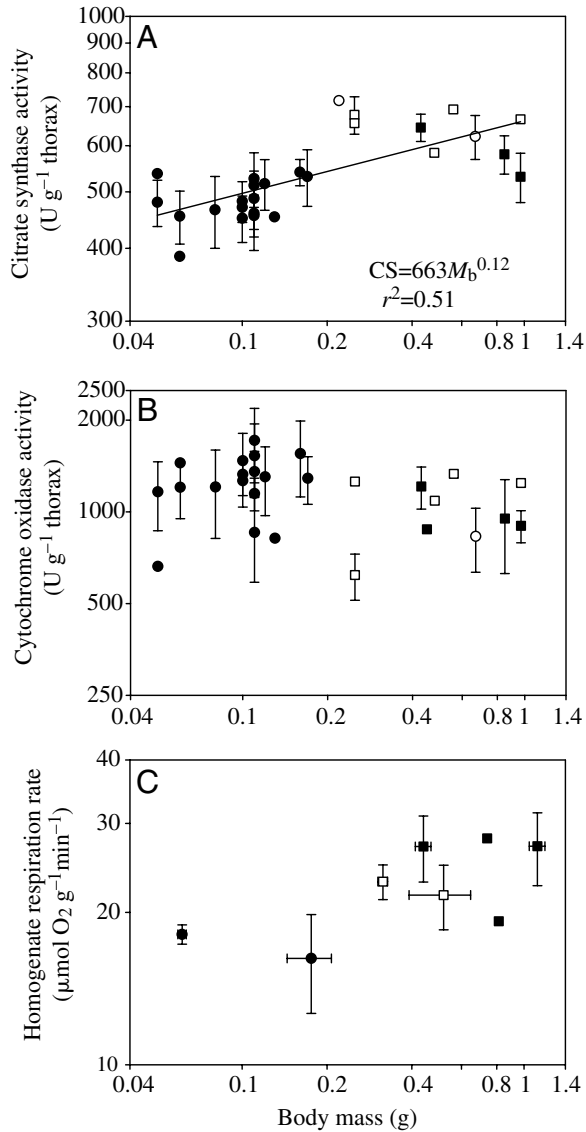 A
1000
900
800
700
600
500
400
300
Citrate synthase activity
(U g⁻¹ thorax)
CS=663M_b^0.12
r²=0.51
0.04 0.1 0.2 0.4 0.8 1 1.4
B
2500
2000
1000
500
250
Cytochrome oxidase activity
(U g⁻¹ thorax)
0.04 0.1 0.2 0.4 0.8 1 1.4
C
40
30
20
10
Homogenate respiration rate
(μmol O₂ g⁻¹ min⁻¹)
0.04 0.1 0.2 0.4 0.8 1 1.4
Body mass (g)